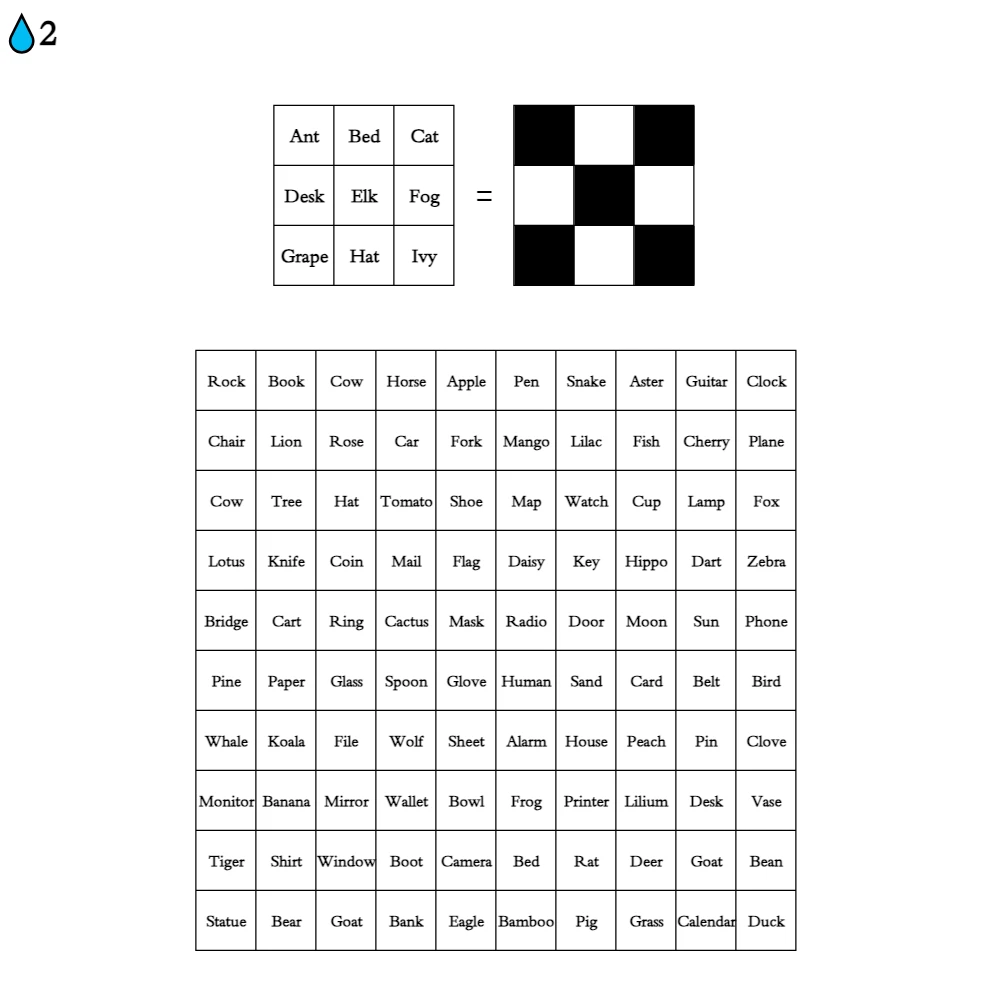 2
Ant Bed Cat
Desk Elk Fog
=
Grape Hat Ivy
Rock Book Cow Horse Apple Pen Snake Aster Guitar Clock
Chair Lion Rose Car Fork Mango Lilac Fish Cherry Plane
Cow Tree Hat Tomato Shoe Map Watch Cup Lamp Fox
Lotus Knife Coin Mail Flag Daisy Key Hippo Dart Zebra
Bridge Cart Ring Cactus Mask Radio Door Moon Sun Phone
Pine Paper Glass Spoon Glove Human Sand Card Belt Bird
Whale Koala File Wolf Sheet Alarm House Peach Pin Clove
Monitor Banana Mirror Wallet Bowl Frog Printer Lilium Desk Vase
Tiger Shirt Window Boot Camera Bed Rat Deer Goat Bean
Statue Bear Goat Bank Eagle Bamboo Pig Grass Calendar Duck